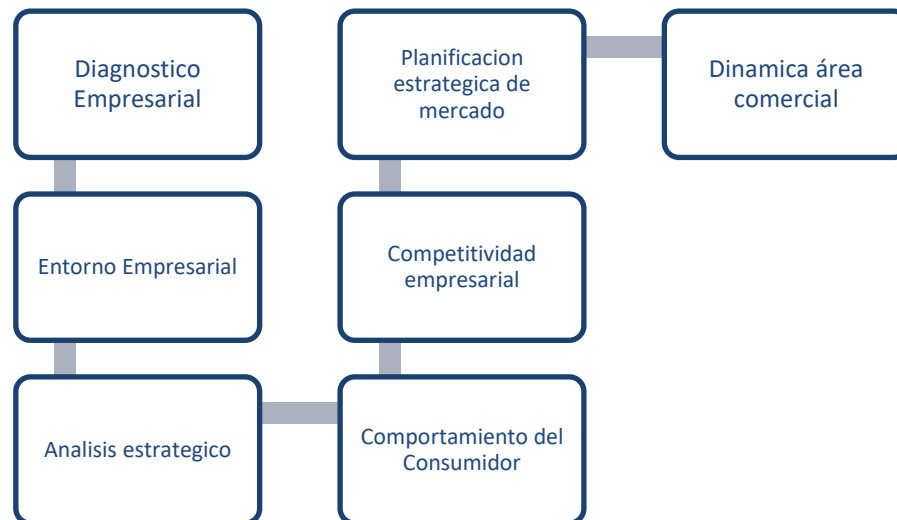 Diagnostico
Empresarial
Entorno Empresarial
Analisis estrategico
Comportamiento del
Consumidor
Competitividad
empresarial
Planificacion
estrategica de
mercado
Dinamica área
comercial